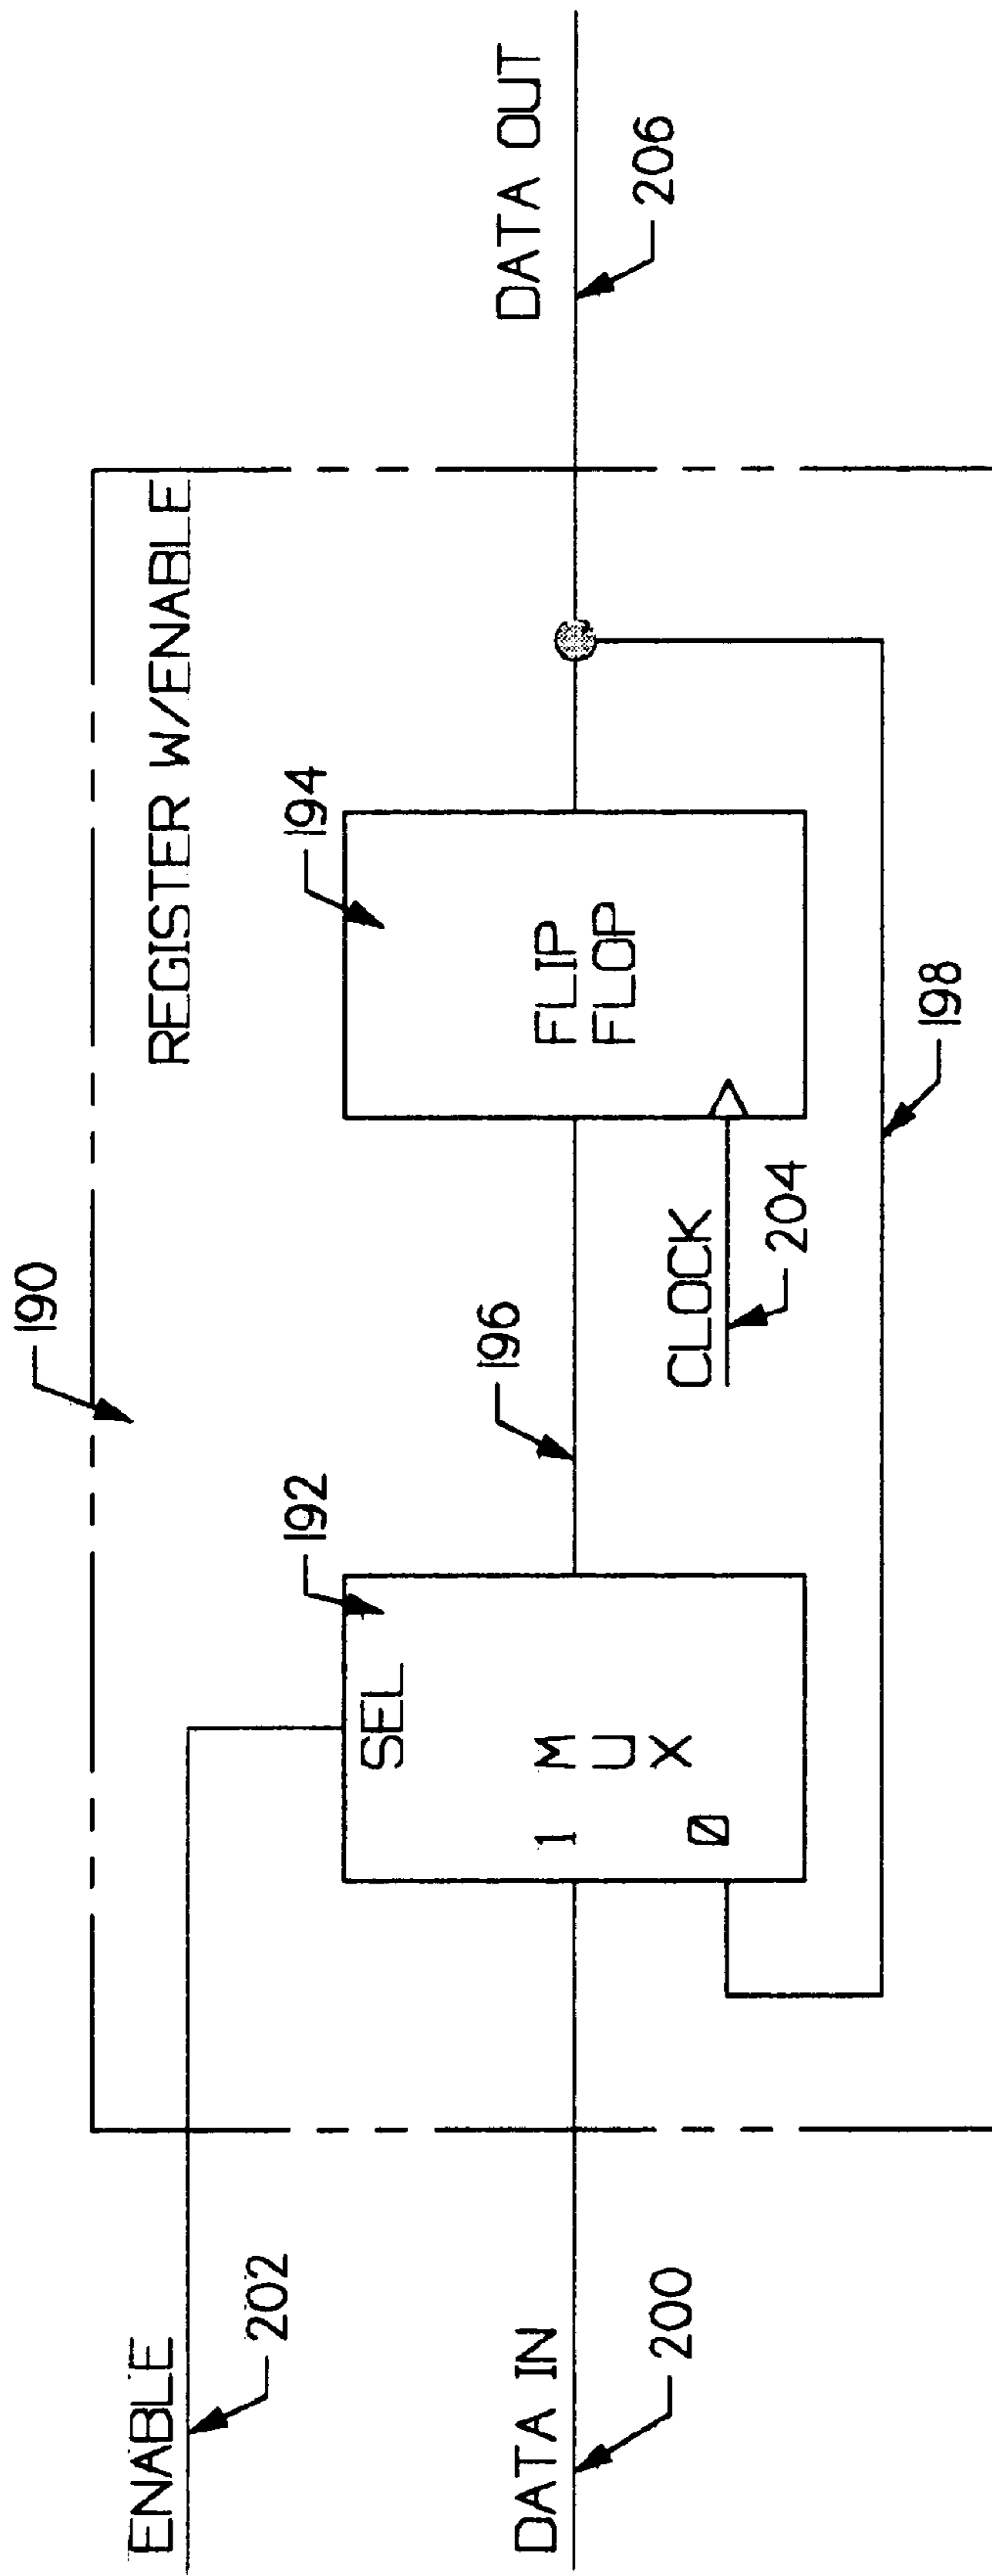 190
REGISTER W/ENABLE
ENABLE
202
192
194
SEL
DATA IN
200
1
M
U
X
0
196
FLIP
FLOP
DATA OUT
206
CLOCK
204
198